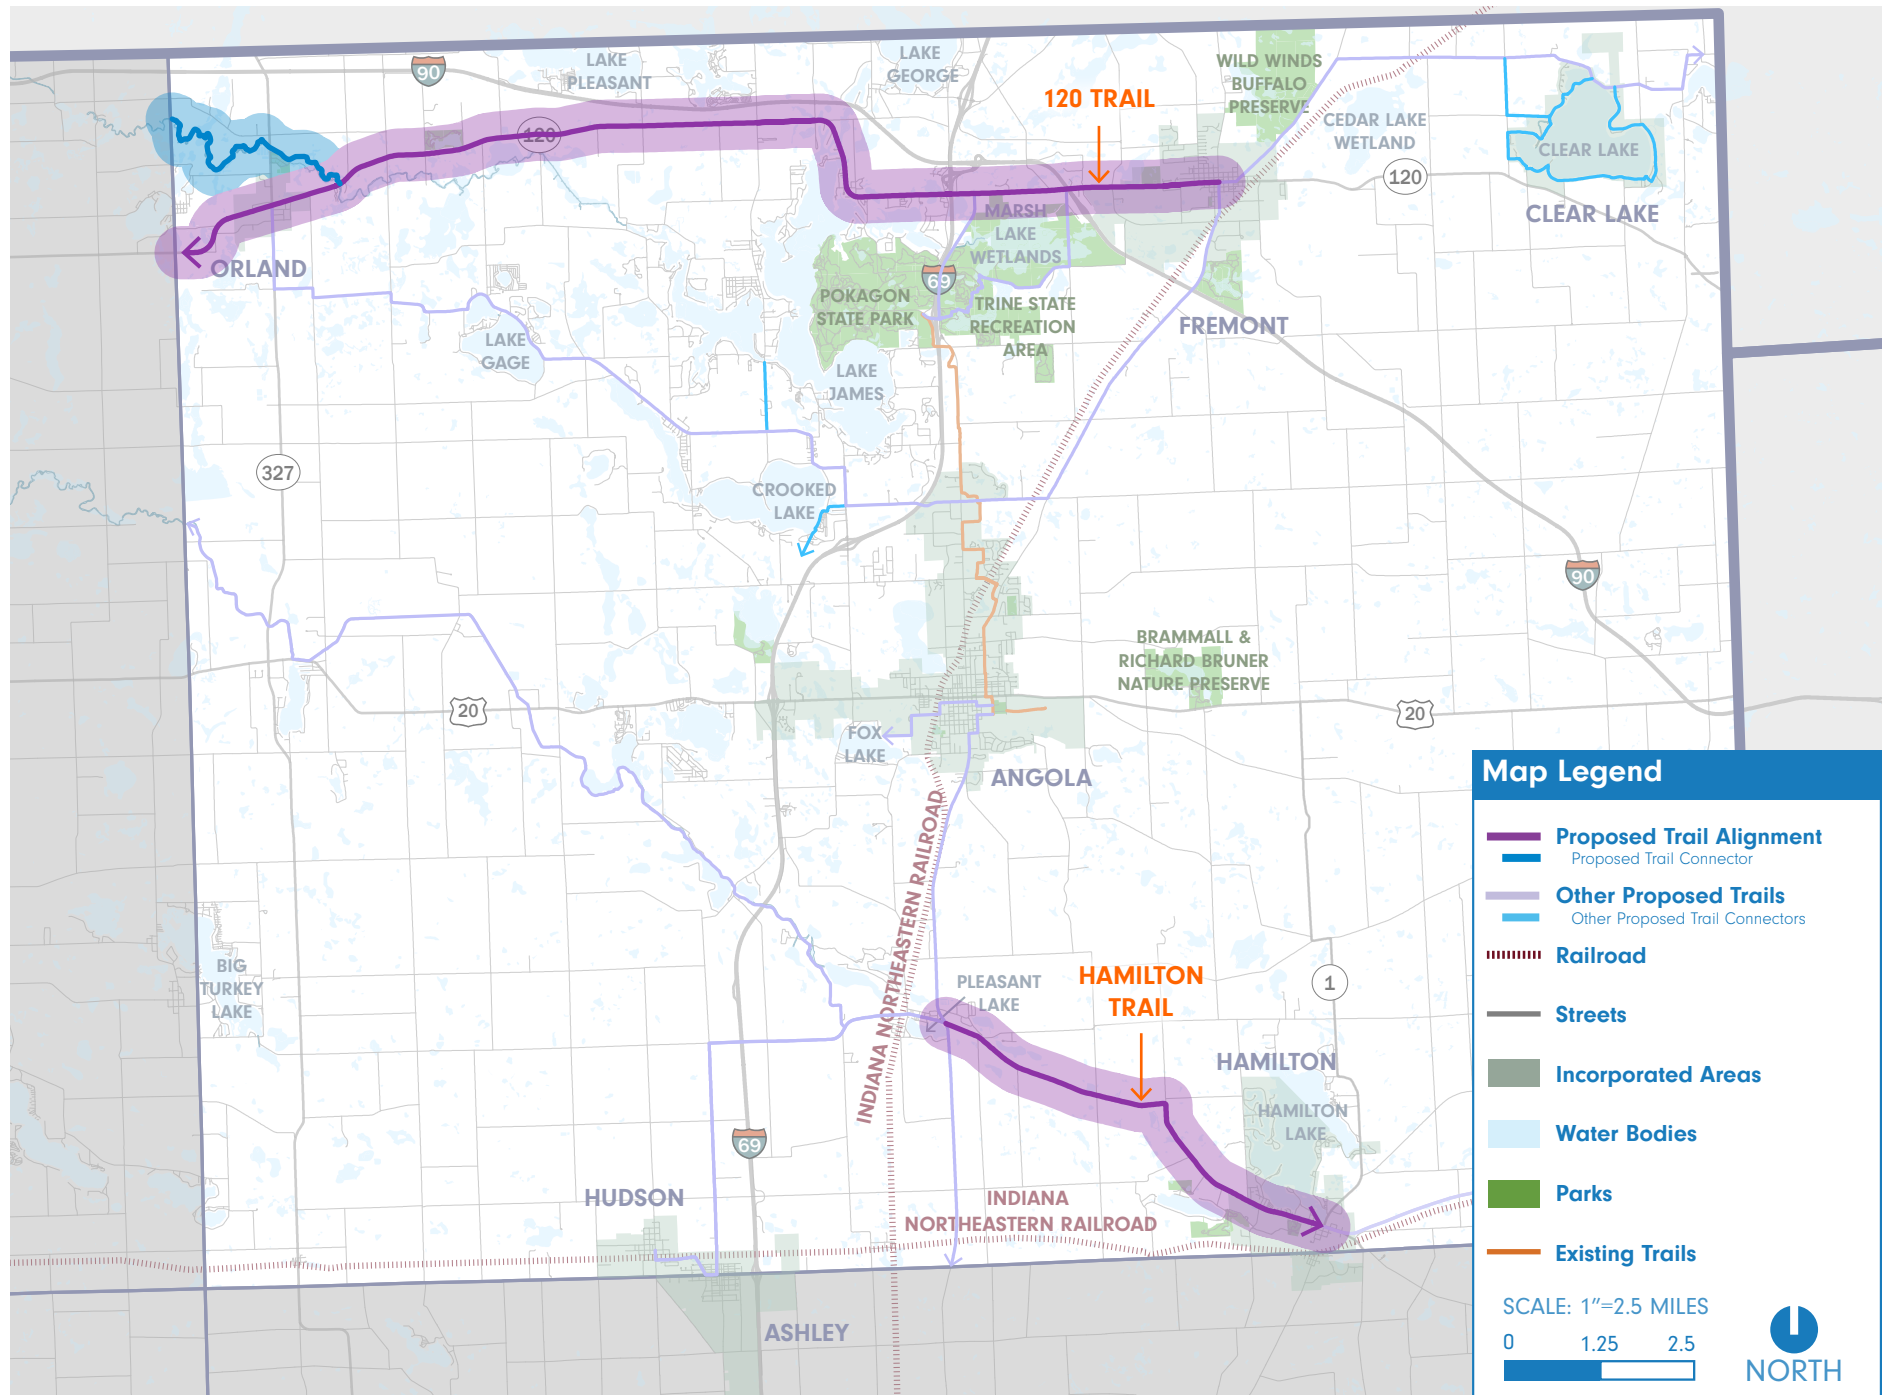 LAKE
PLEASANT
LAKE
GEORGE
WILD WINDS
BUFFALO
PRESERVE
90
120 TRAIL
CEDAR LAKE
WETLAND
120
CLEAR LAKE
120
CLEAR LAKE
MARSH
LAKE
WETLANDS
ORLAND
69
POKAGON
STATE PARK
TRINE STATE
RECREATION
AREA
FREMONT
LAKE
GAGE
LAKE
JAMES
327
CROOKED
LAKE
90
BRAMMALL &
RICHARD BRUNER
NATURE PRESERVE
20
20
FOX
LAKE
ANGOLA
INDIANA NORTHEASTERN RAILROAD
BIG
TURKEY
LAKE
PLEASANT
LAKE
HAMILTON
TRAIL
1
HAMILTON
HAMILTON
LAKE
69
HUDSON
INDIANA
NORTHEASTERN RAILROAD
ASHLEY
Map Legend
Proposed Trail Alignment
Proposed Trail Connector
Other Proposed Trails
Other Proposed Trail Connectors
Railroad
Streets
Incorporated Areas
Water Bodies
Parks
Existing Trails
SCALE: 1”=2.5 MILES
0 1.25 2.5
NORTH